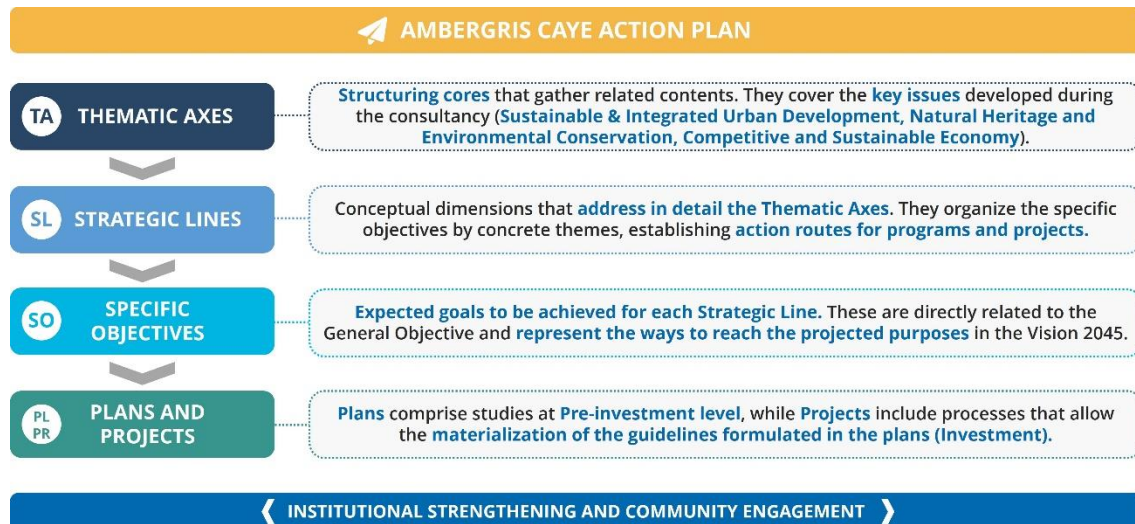 AMBERGRIS CAYE ACTION PLAN
TA
THEMATIC AXES
Structuring cores that gather related contents. They cover the key issues developed during
the consultancy (Sustainable & Integrated Urban Development, Natural Heritage and
Environmental Conservation, Competitive and Sustainable Economy).
SL
STRATEGIC LINES
Conceptual dimensions that address in detail the Thematic Axes. They organize the specific
objectives by concrete themes, establishing action routes for programs and projects.
SO
SPECIFIC
OBJECTIVES
Expected goals to be achieved for each Strategic Line. These are directly related to the
General Objective and represent the ways to reach the projected purposes in the Vision 2045.
PL
PR
PLANS AND
PROJECTS
Plans comprise studies at Pre-investment level, while Projects include processes that allow
the materialization of the guidelines formulated in the plans (Investment).
INSTITUTIONAL STRENGTHENING AND COMMUNITY ENGAGEMENT